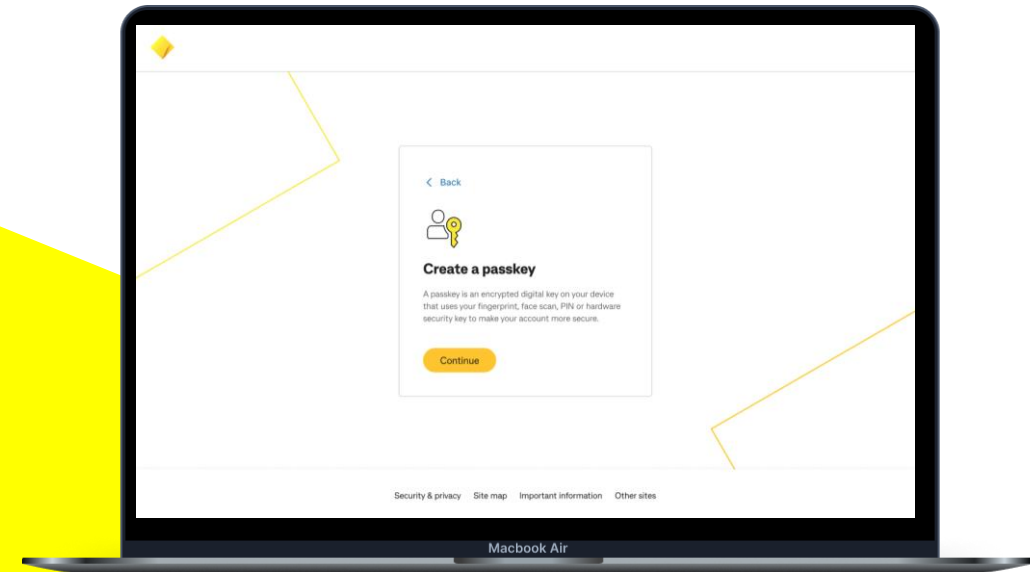 Back
Create a passkey
A passkey is an encrypted digital key on your device
that uses your fingerprint, face scan, PIN or hardware
security key to make your account more secure.
Continue
Security & privacy Site map Important information Other sites
Macbook Air